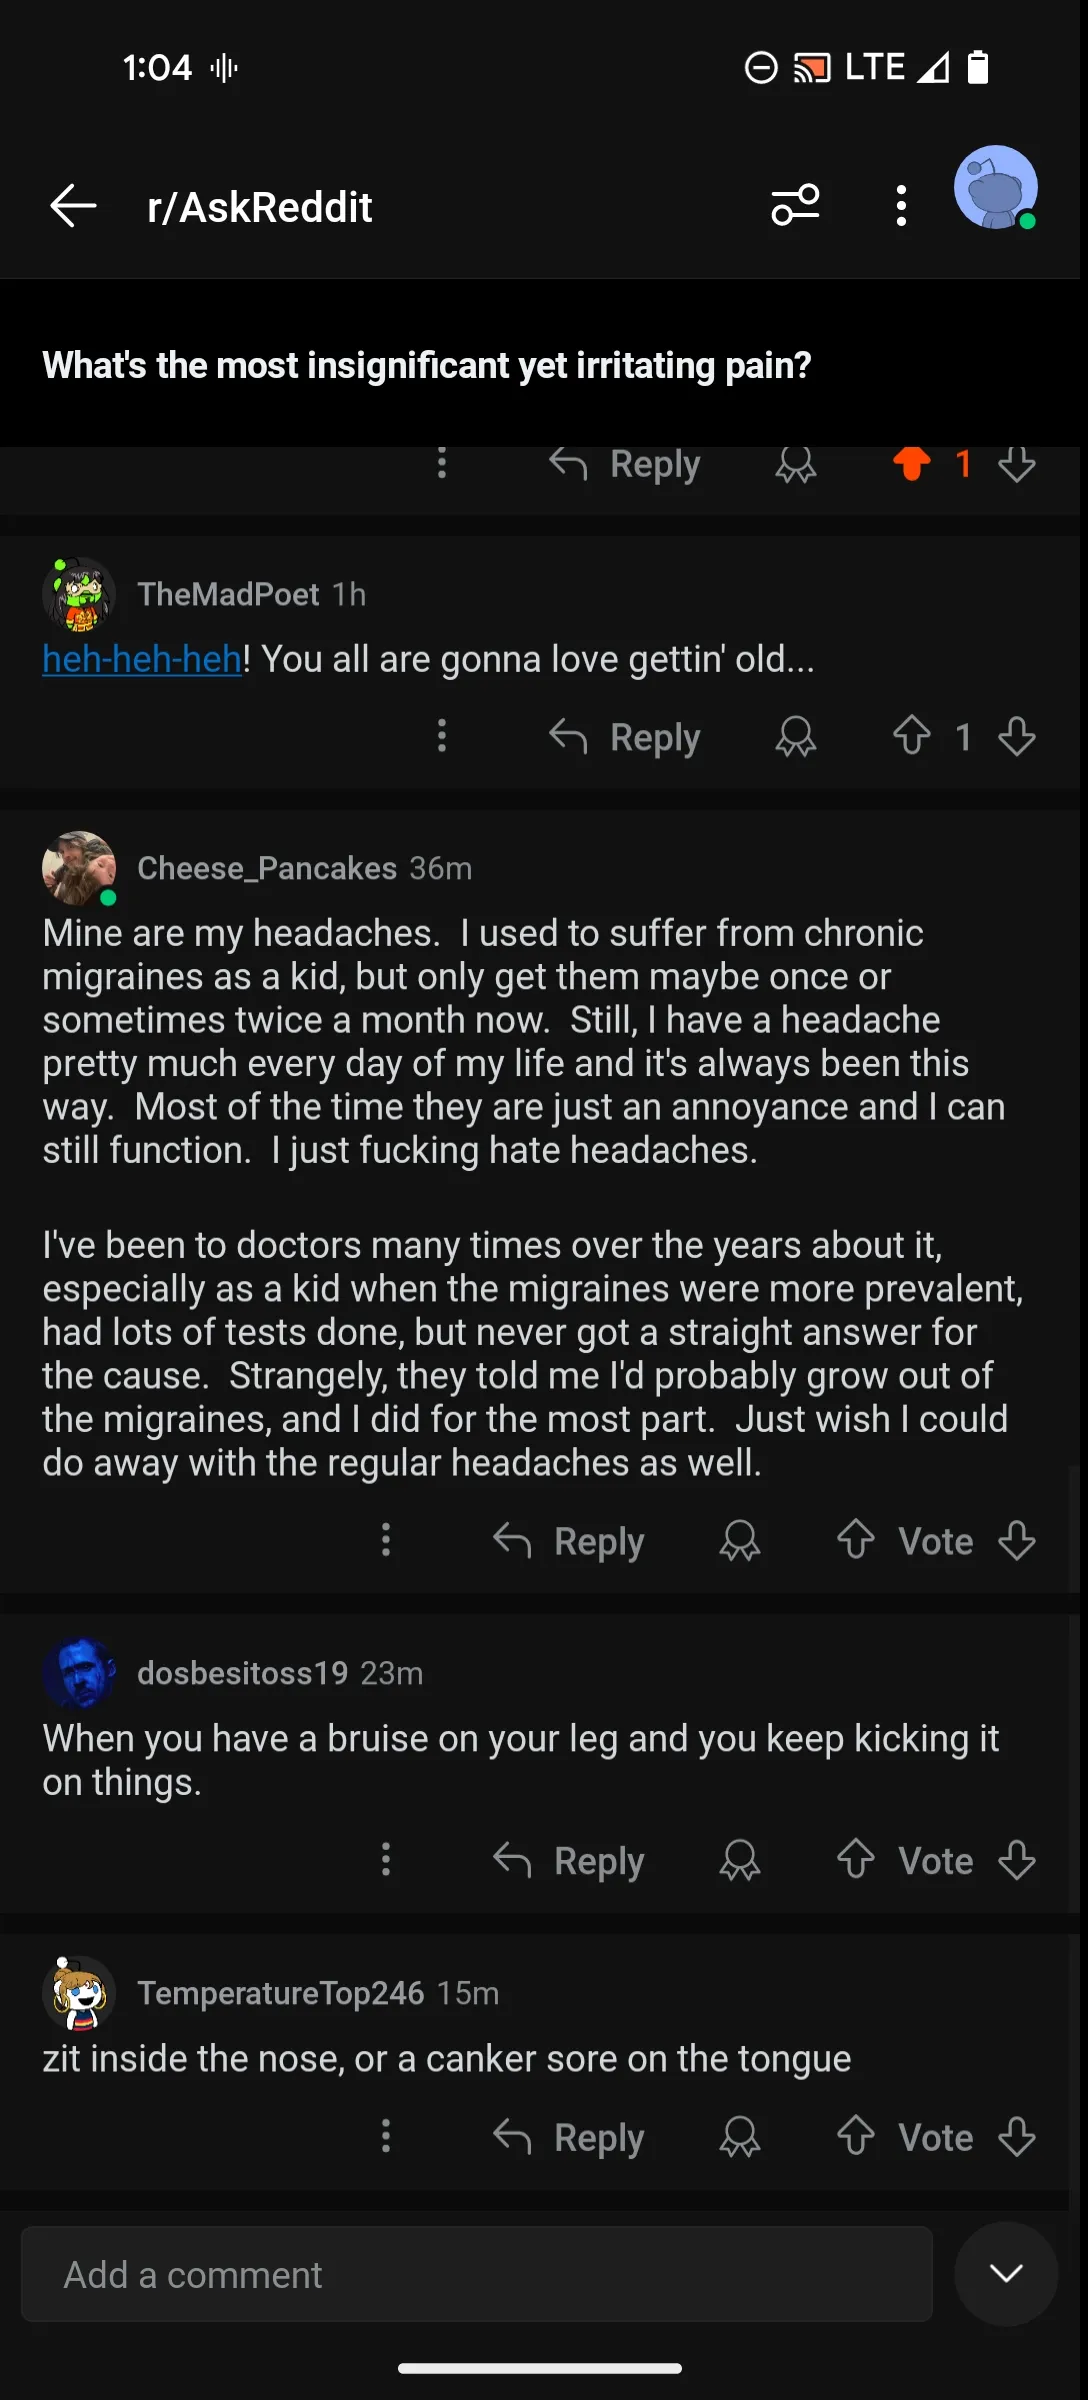 1:04 LTE
r/AskReddit
What's the most insignificant yet irritating pain?
Reply 1
TheMadPoet 1h
heh-heh-heh! You all are gonna love gettin' old...
Reply 1
Cheese_Pancakes 36m
Mine are my headaches.  I used to suffer from chronic
migraines as a kid, but only get them maybe once or
sometimes twice a month now.  Still, I have a headache
pretty much every day of my life and it's always been this
way.  Most of the time they are just an annoyance and I can
still function.  I just fucking hate headaches.
I've been to doctors many times over the years about it,
especially as a kid when the migraines were more prevalent,
had lots of tests done, but never got a straight answer for
the cause.  Strangely, they told me I'd probably grow out of
the migraines, and I did for the most part.  Just wish I could
do away with the regular headaches as well.
Reply Vote
dosbesitoss19 23m
When you have a bruise on your leg and you keep kicking it
on things.
Reply Vote
TemperatureTop246 15m
zit inside the nose, or a canker sore on the tongue
Reply Vote
Add a comment